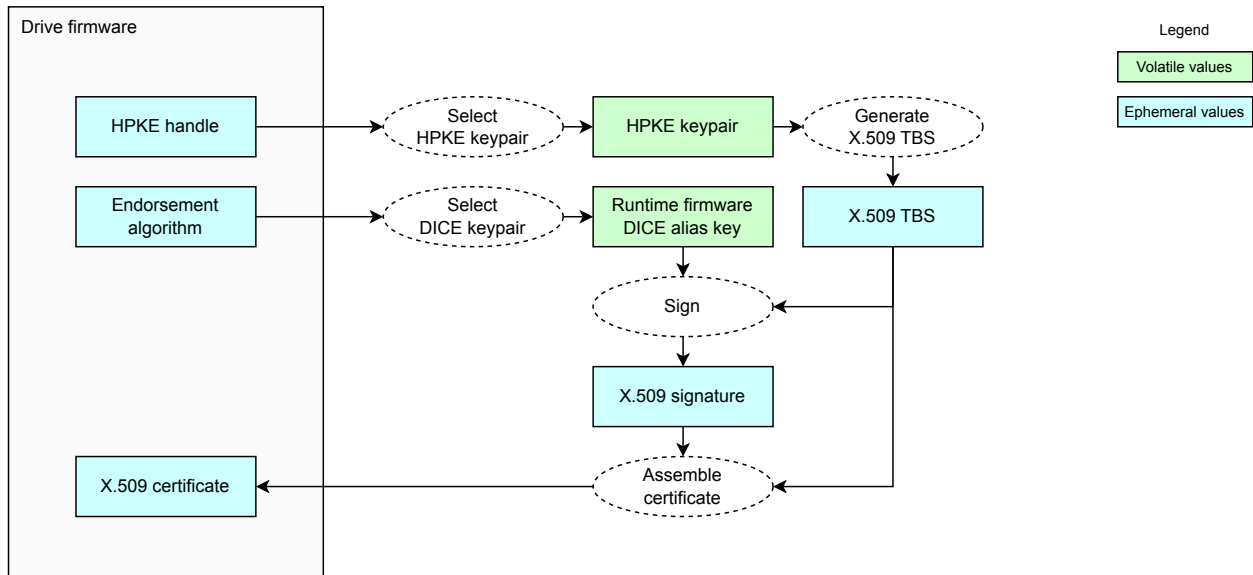 Drive firmware
Legend
Volatile values
Ephemeral values
HPKE handle
Select
HPKE keypair
HPKE keypair
Generate
X.509 TBS
Endorsement
algorithm
Select
DICE keypair
Runtime firmware
DICE alias key
X.509 TBS
Sign
X.509 signature
X.509 certificate
Assemble
certificate